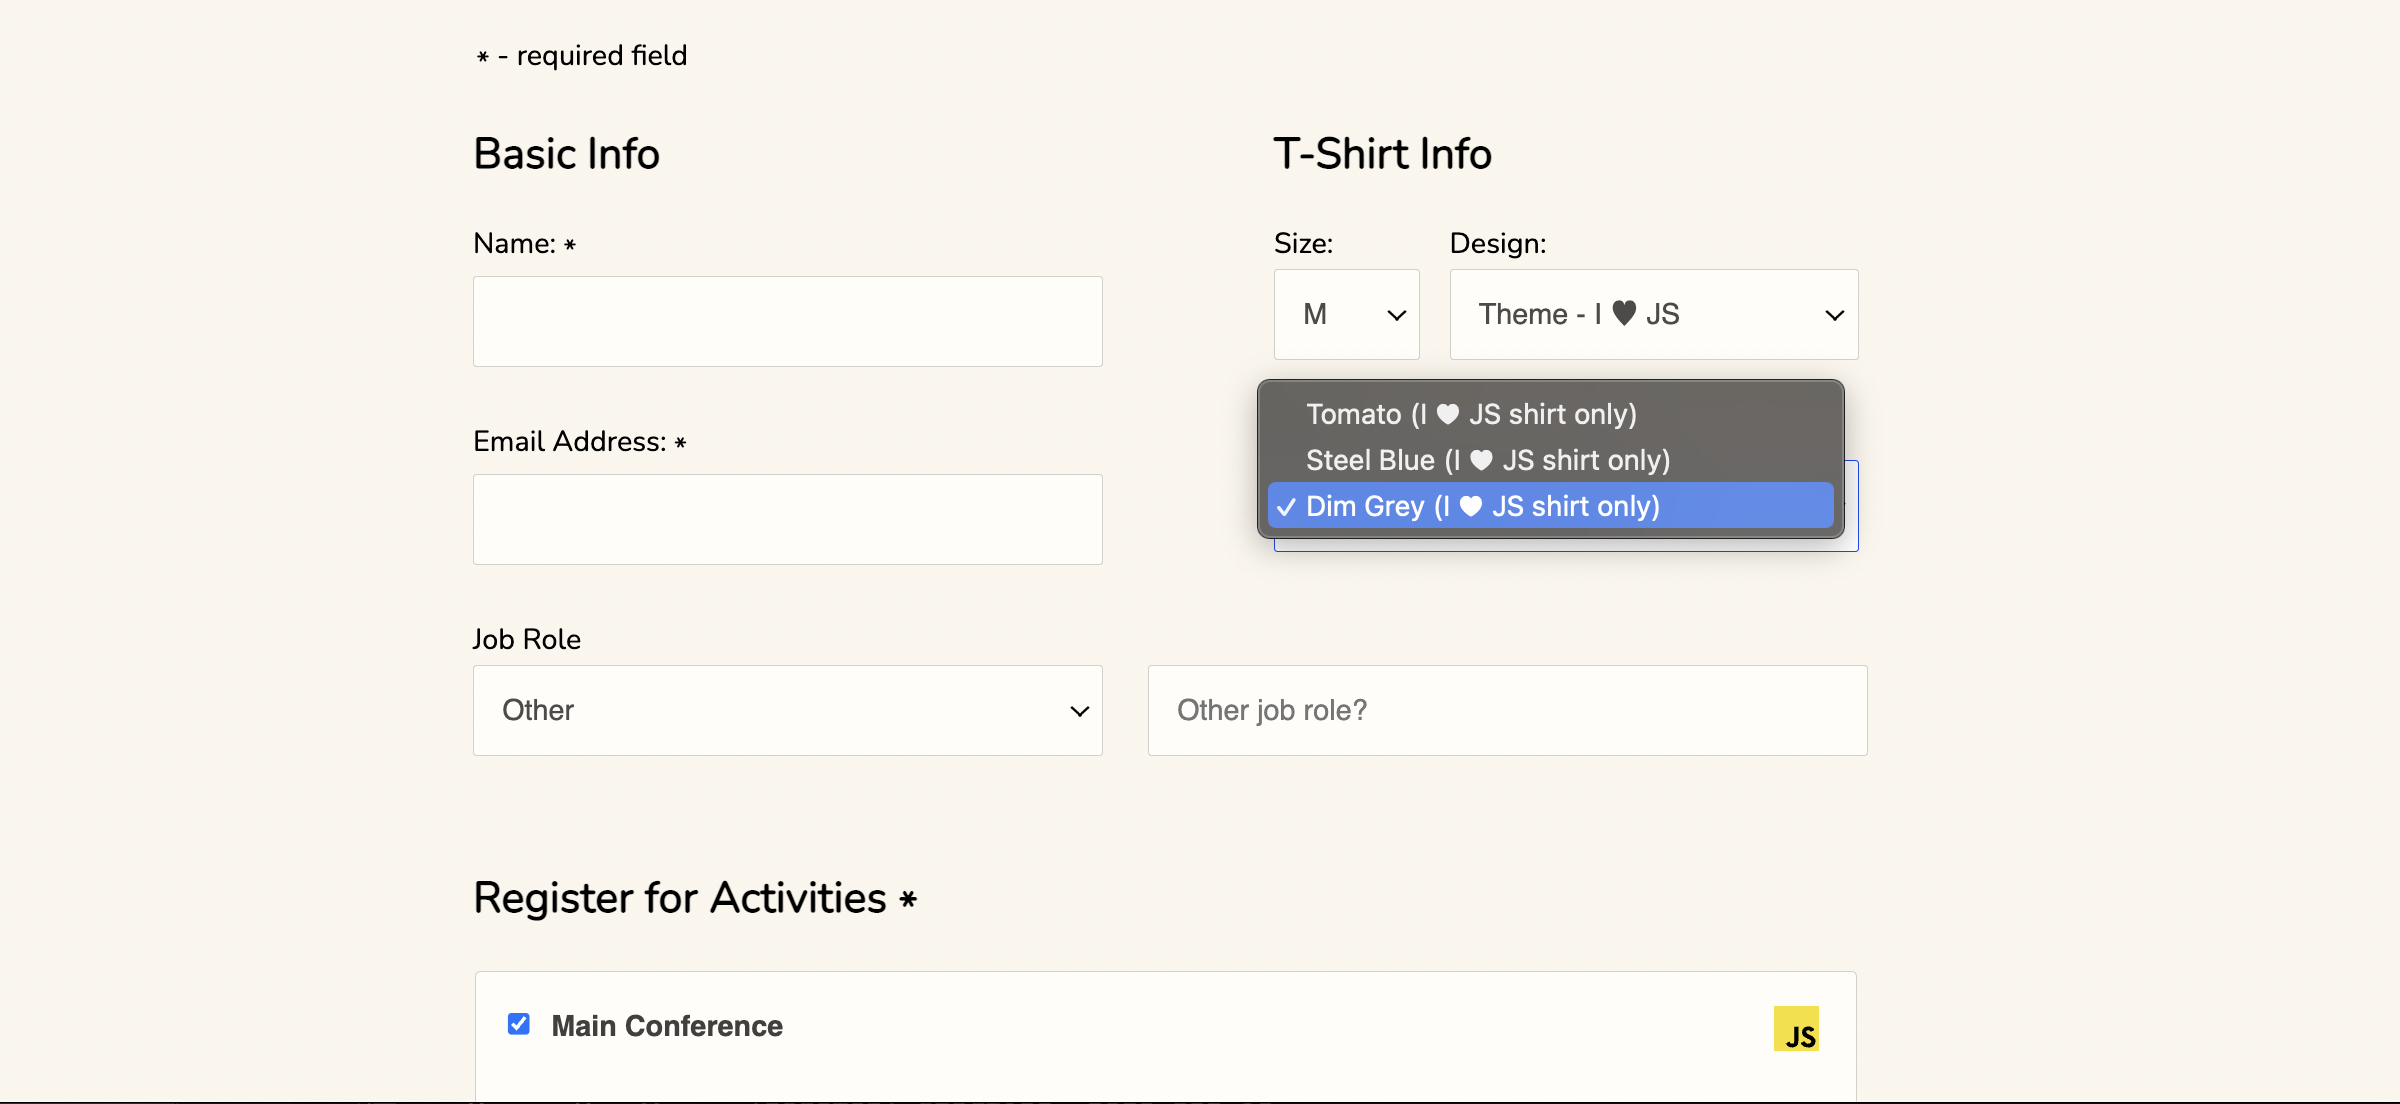 * - required field
Basic Info
Name: *
Email Address: *
Job Role
Other
Other job role?
T-Shirt Info
Size:
M
Design:
Theme - I ♥ JS
Tomato (I ♥ JS shirt only)
Steel Blue (I ♥ JS shirt only)
✓ Dim Grey (I ♥ JS shirt only)
Register for Activities *
Main Conference
JS